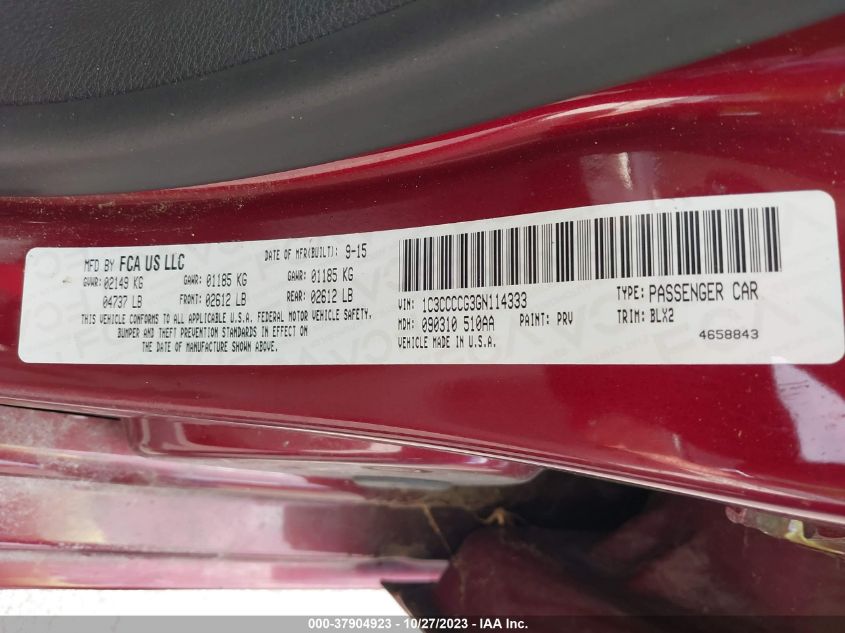 MFD BY FCA US LLC
DATE OF MFR(BUILT): 9-15
GVWR: 02149 KG GAWR: 01185 KG GAWR: 01185 KG
04737 LB FRONT: 02612 LB REAR: 02612 LB
THIS VEHICLE CONFORMS TO ALL APPLICABLE U.S.A. FEDERAL MOTOR VEHICLE SAFETY,
BUMPER AND THEFT PREVENTION STANDARDS IN EFFECT ON
THE DATE OF MANUFACTURE SHOWN ABOVE.
VIN: 1C3CCCCG3GN114333 TYPE: PASSENGER CAR
MDH: 090310 510AA PAINT: PRV TRIM: BLX2
VEHICLE MADE IN U.S.A. 4658843
000-37904923 | 10/27/2023 | Copyright © IAA, Inc.